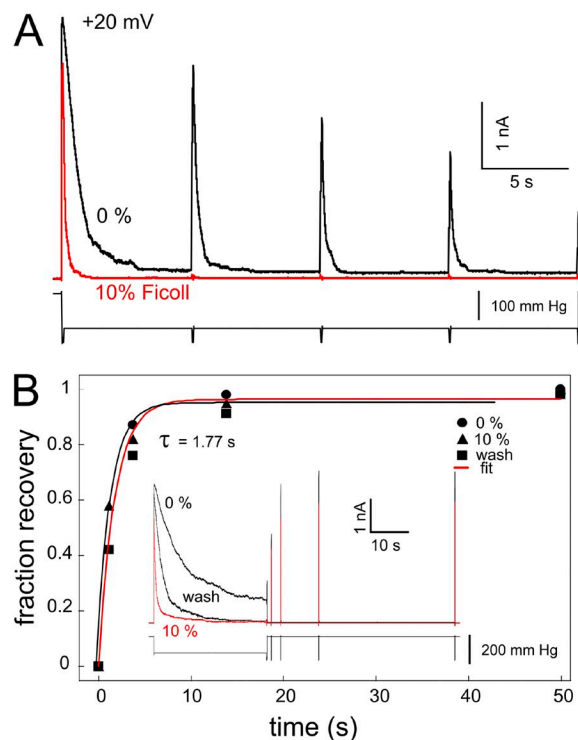 A
+20 mV
0 %
1 nA
5 s
10% Ficoll
100 mm Hg
B
1
0.8
0.6
0.4
0.2
0
fraction recovery
τ = 1.77 s
0 %
10 %
wash
fit
0 %
wash
10 %
1 nA
10 s
200 mm Hg
0 10 20 30 40 50
time (s)